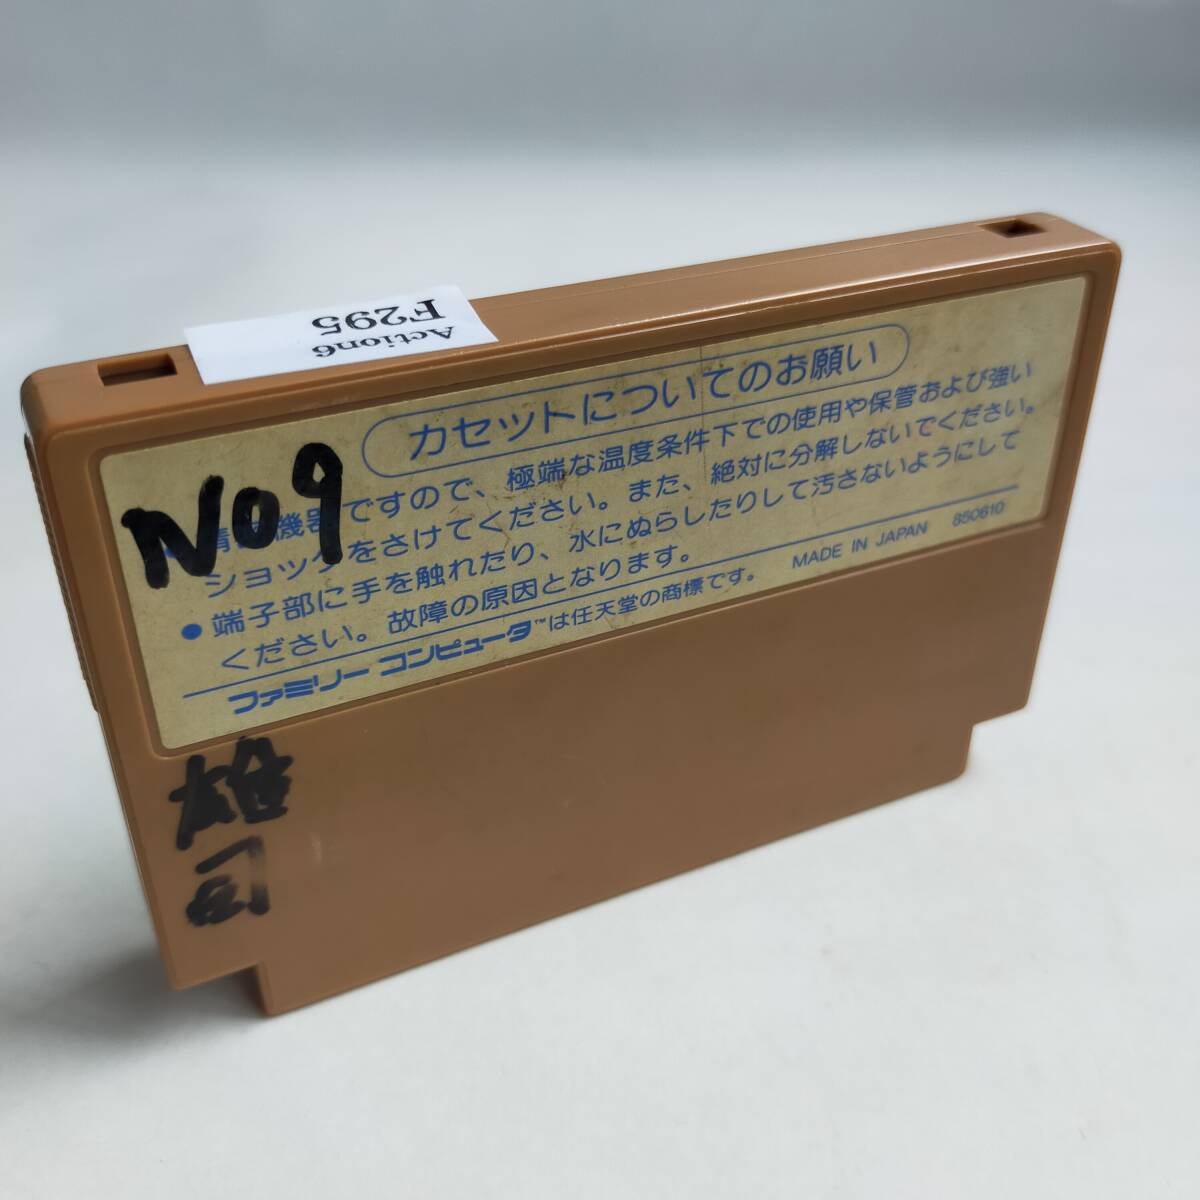 Action6
F295
カセットについてのお願い
NO9
● 精密機器ですので、極端な温度条件下での使用や保管および強い
ショックをさけてください。また、絶対に分解しないでください。
● 端子部に手を触れたり、水にぬらしたりして汚さないようにして
ください。故障の原因となります。
ファミリー コンピュータ™は任天堂の商標です。 MADE IN JAPAN 850610
雄
司